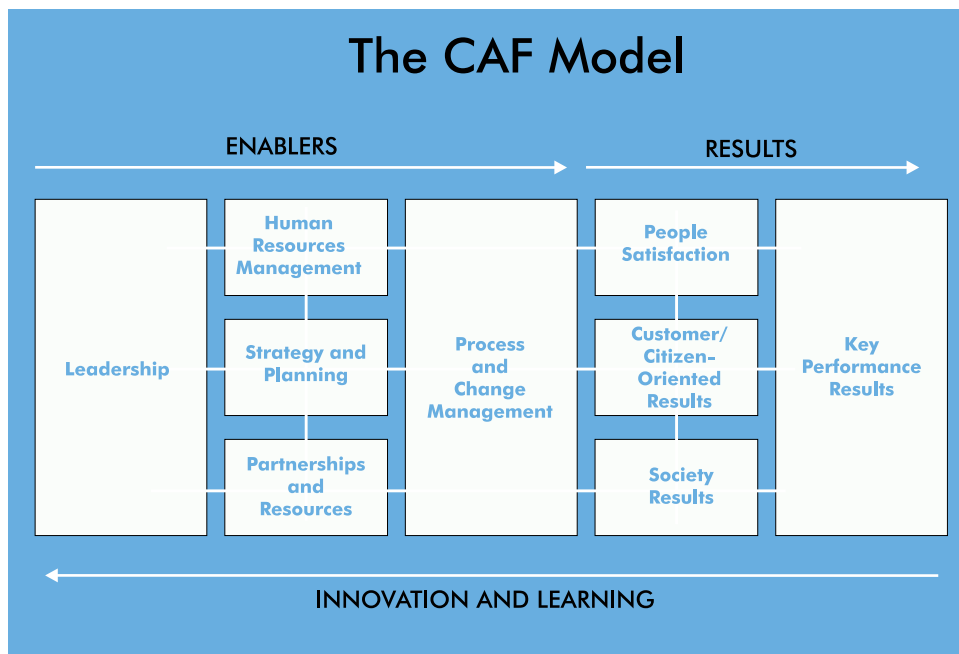 The CAF Model
ENABLERS
RESULTS
Leadership
Human
Resources
Management
Strategy and
Planning
Partnerships
and
Resources
Process
and
Change
Management
People
Satisfaction
Customer/
Citizen-
Oriented
Results
Society
Results
Key
Performance
Results
INNOVATION AND LEARNING